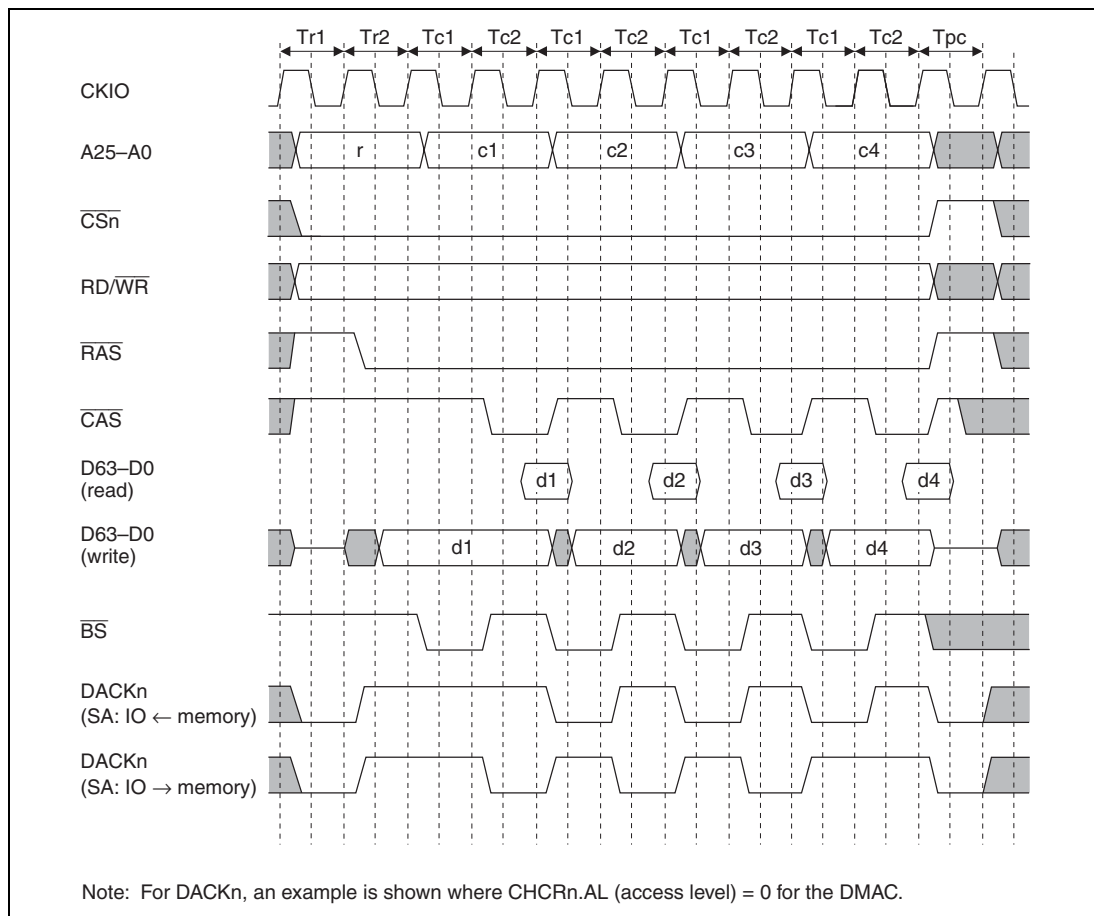 Tr1 Tr2 Tc1 Tc2 Tc1 Tc2 Tc1 Tc2 Tc1 Tc2 Tpc
CKIO
A25–A0 r c1 c2 c3 c4
CSn
RD/WR
RAS
CAS
D63–D0
(read) d1 d2 d3 d4
D63–D0
(write) d1 d2 d3 d4
BS
DACKn
(SA: IO ← memory)
DACKn
(SA: IO → memory)
Note: For DACKn, an example is shown where CHCRn.AL (access level) = 0 for the DMAC.